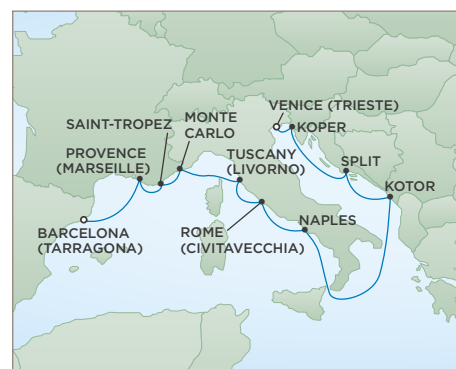 VENICE (TRIESTE)
KOPER
MONTE
CARLO
SAINT-TROPEZ
PROVENCE
(MARSEILLE)
TUSCANY
(LIVORNO)
SPLIT
KOTOR
BARCELONA
(TARRAGONA)
ROME
(CIVITAVECCHIA)
NAPLES